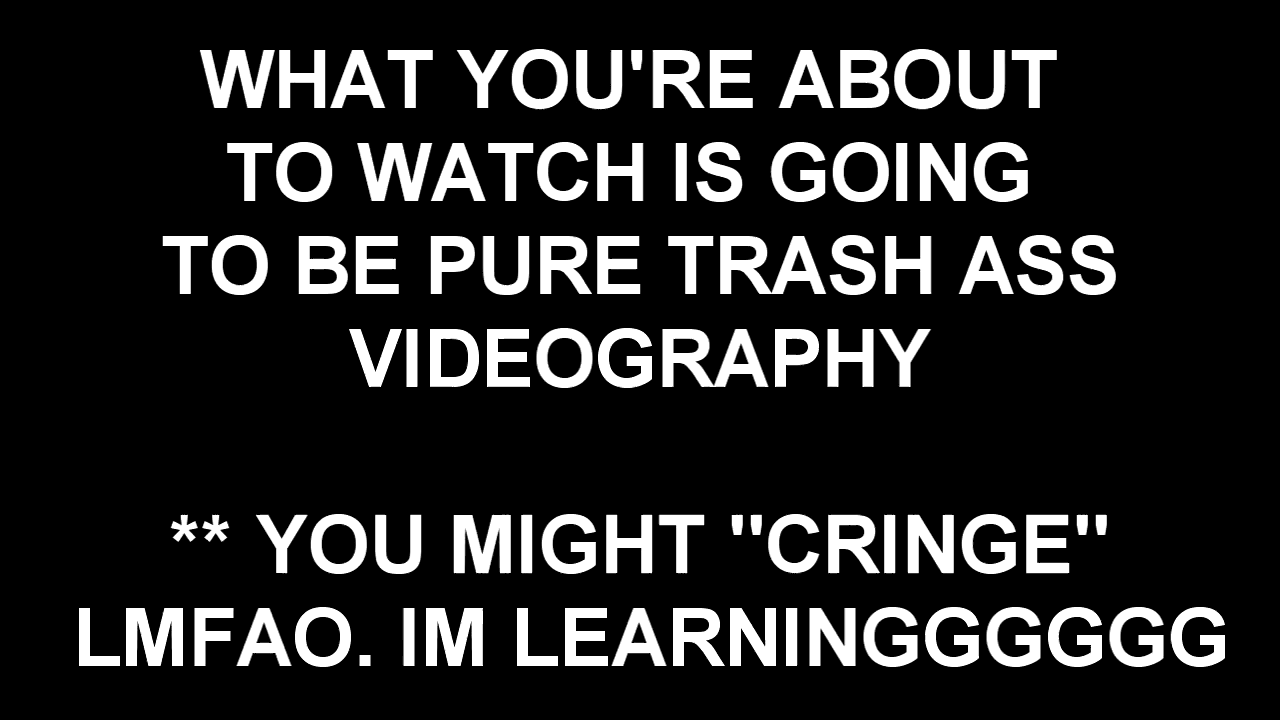 WHAT YOU'RE ABOUT
TO WATCH IS GOING
TO BE PURE TRASH ASS
VIDEOGRAPHY
** YOU MIGHT "CRINGE"
LMFAO. IM LEARNINGGGGGG